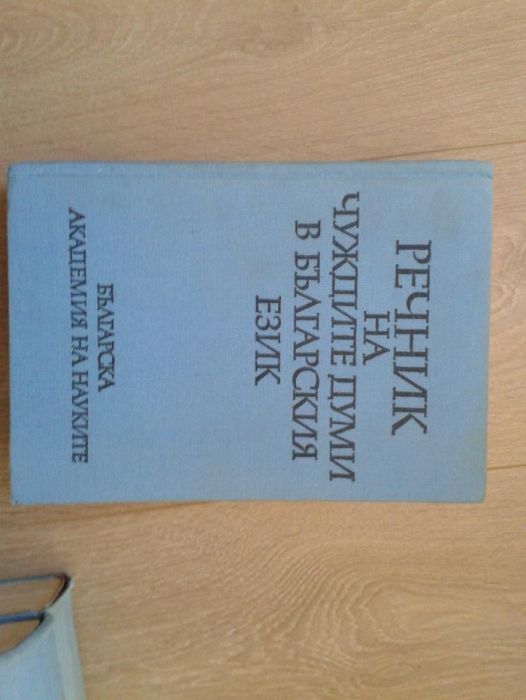 РЕЧНИК
НА
ЧУЖДИТЕ ДУМИ
В БЪЛГАРСКИЯ
ЕЗИК
БЪЛГАРСКА
АКАДЕМИЯ НА НАУКИТЕ